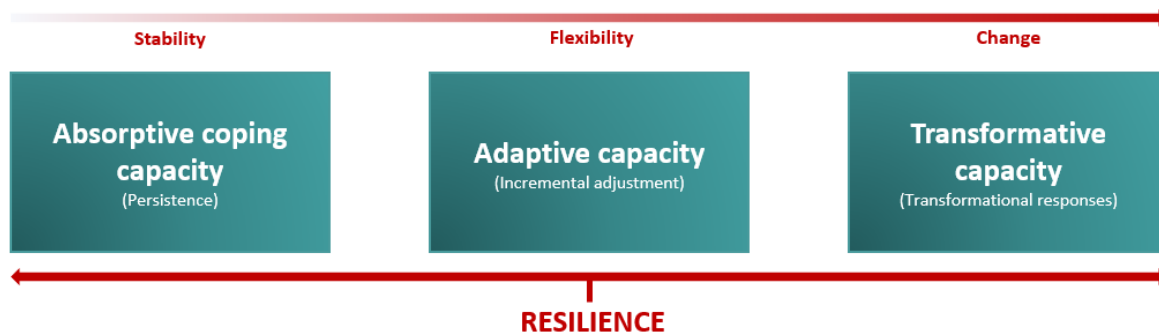 Stability
Flexibility
Change
Absorptive coping
capacity
(Persistence)
Adaptive capacity
(Incremental adjustment)
Transformative
capacity
(Transformational responses)
RESILIENCE